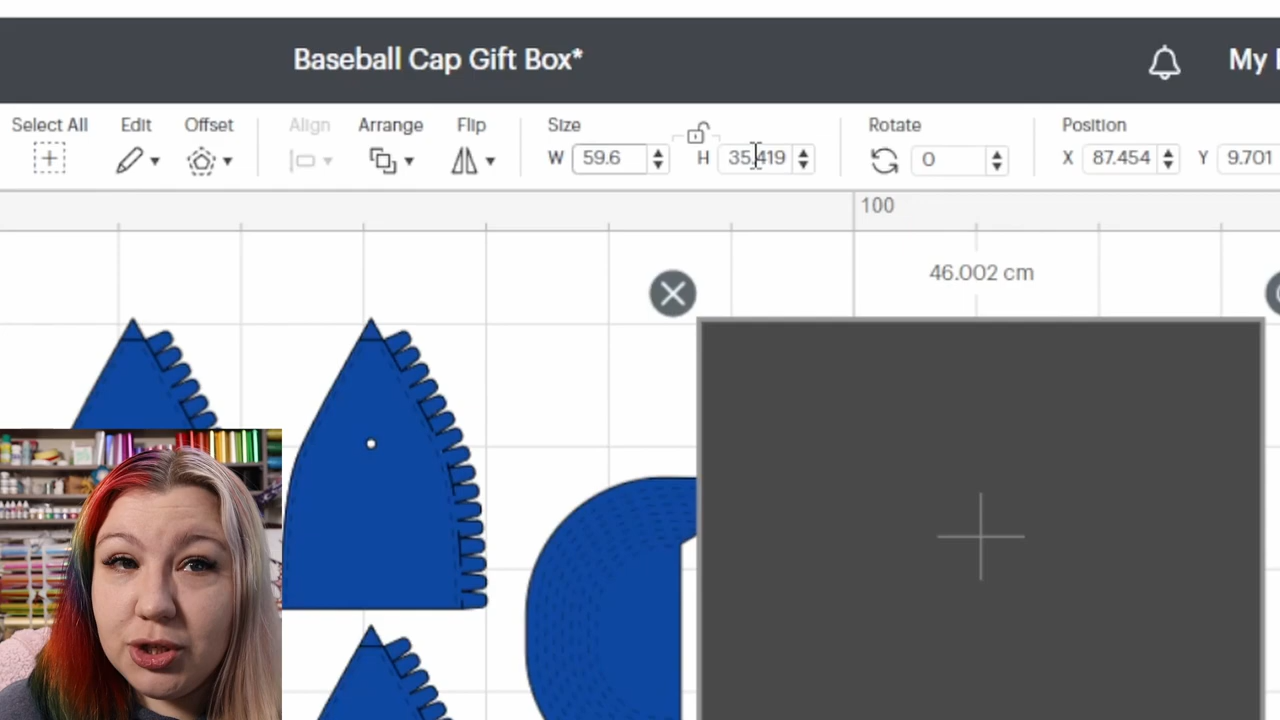 Baseball Cap Gift Box*
Select All Edit Offset Align Arrange Flip Size Rotate Position
W 59.6 H 35.419 0 X 87.454 Y 9.701
100
46.002 cm